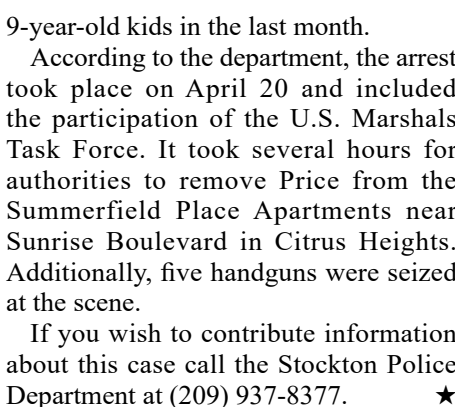 9-year-old kids in the last month.
According to the department, the arrest
took place on April 20 and included
the participation of the U.S. Marshals
Task Force. It took several hours for
authorities to remove Price from the
Summerfield Place Apartments near
Sunrise Boulevard in Citrus Heights.
Additionally, five handguns were seized
at the scene.
If you wish to contribute information
about this case call the Stockton Police
Department at (209) 937-8377. ★